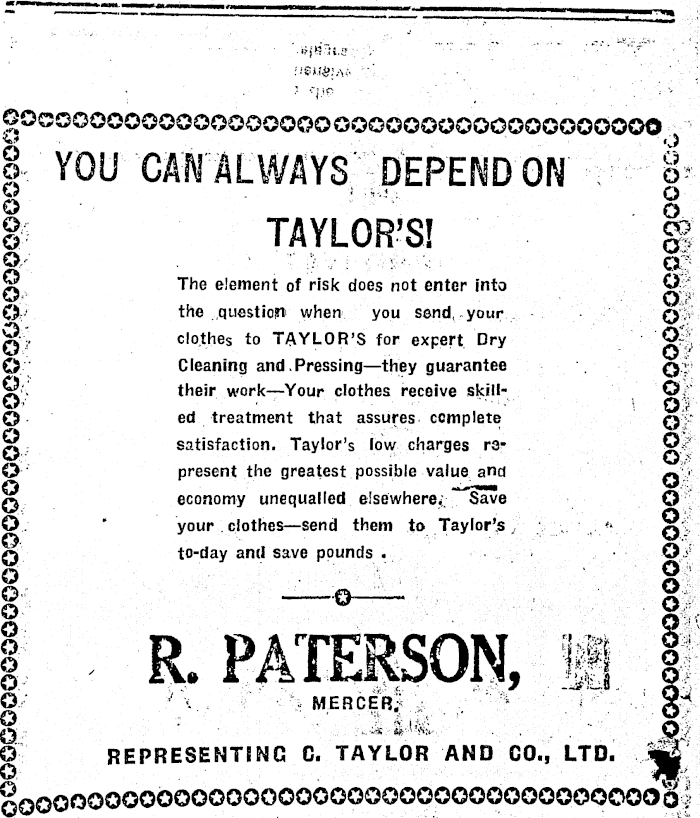 YOU CAN ALWAYS DEPEND ON
TAYLOR'S!
The element of risk does not enter into
the question when you send your
clothes to TAYLOR'S for expert Dry
Cleaning and Pressing—they guarantee
their work—Your clothes receive skill-
ed treatment that assures complete
satisfaction. Taylor's low charges re-
present the greatest possible value and
economy unequalled elsewhere. Save
your clothes—send them to Taylor's
to-day and save pounds .
R. PATERSON,
MERCER,
REPRESENTING C. TAYLOR AND CO., LTD.